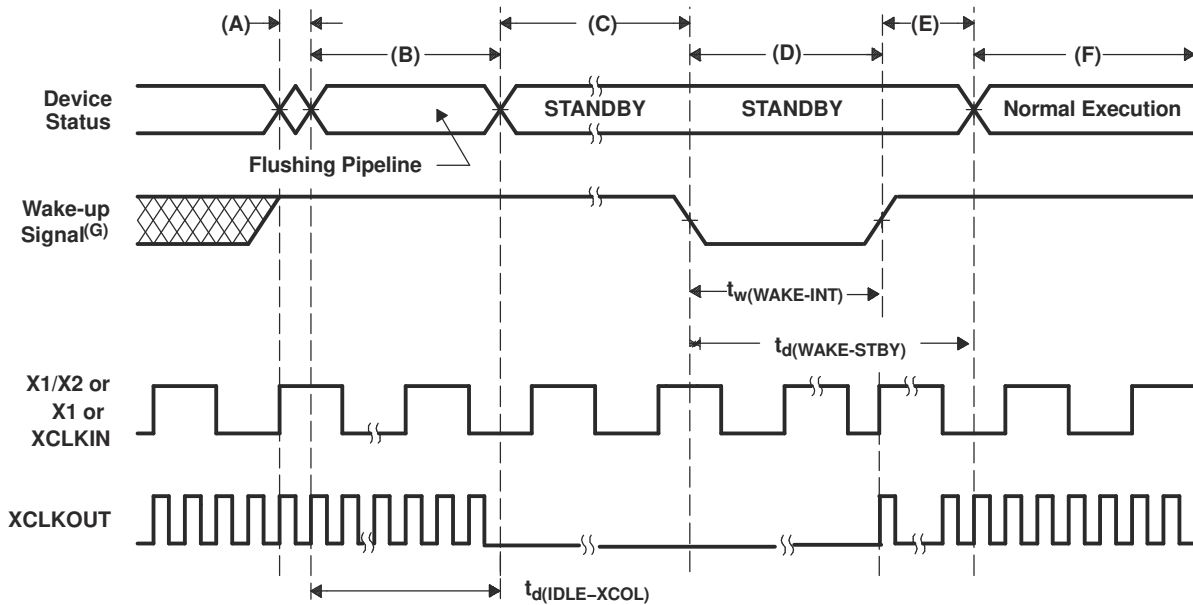 (A)
(C)
(E)
(B)
(D)
(F)
Device
Status
STANDBY
STANDBY
Normal Execution
Flushing Pipeline
Wake-up
Signal(G)
tw(WAKE-INT)
td(WAKE-STBY)
X1/X2 or
X1 or
XCLKIN
XCLKOUT
td(IDLE−XCOL)